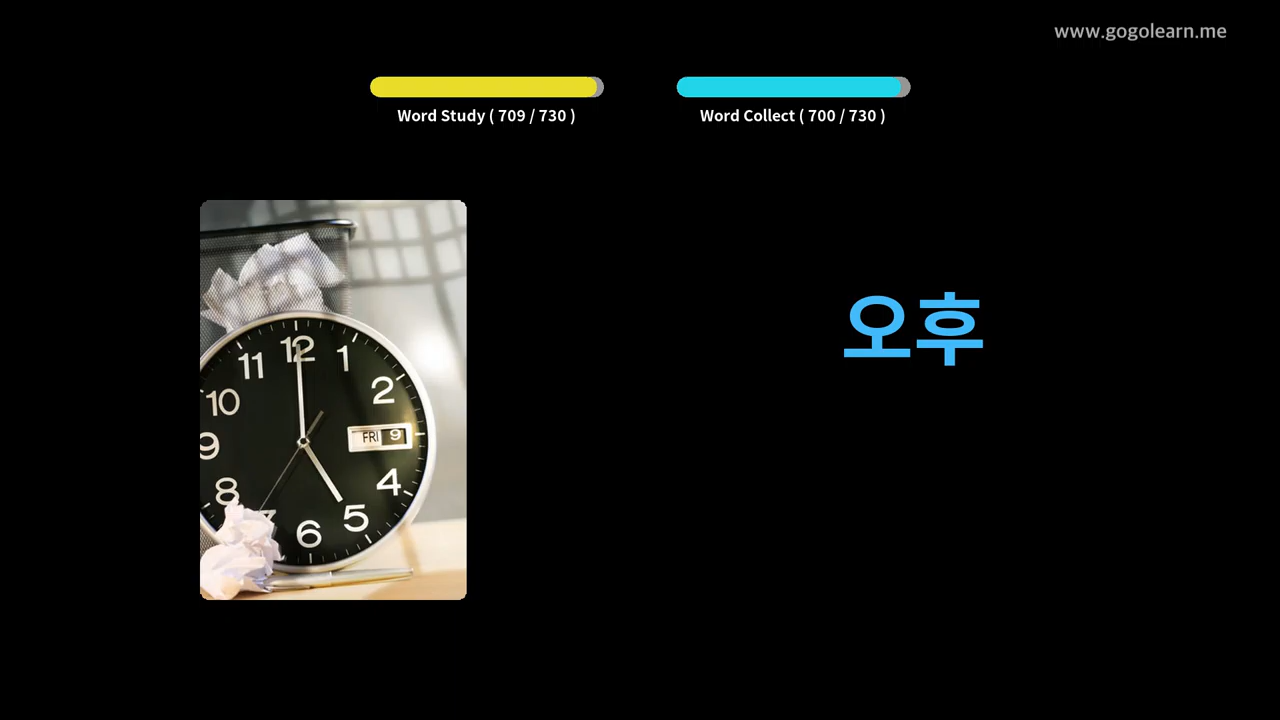 www.gogolearn.me
Word Study ( 709 / 730 )
Word Collect ( 700 / 730 )
오후
12
11
1
10
2
9
FRI 9
8
4
7
5
6